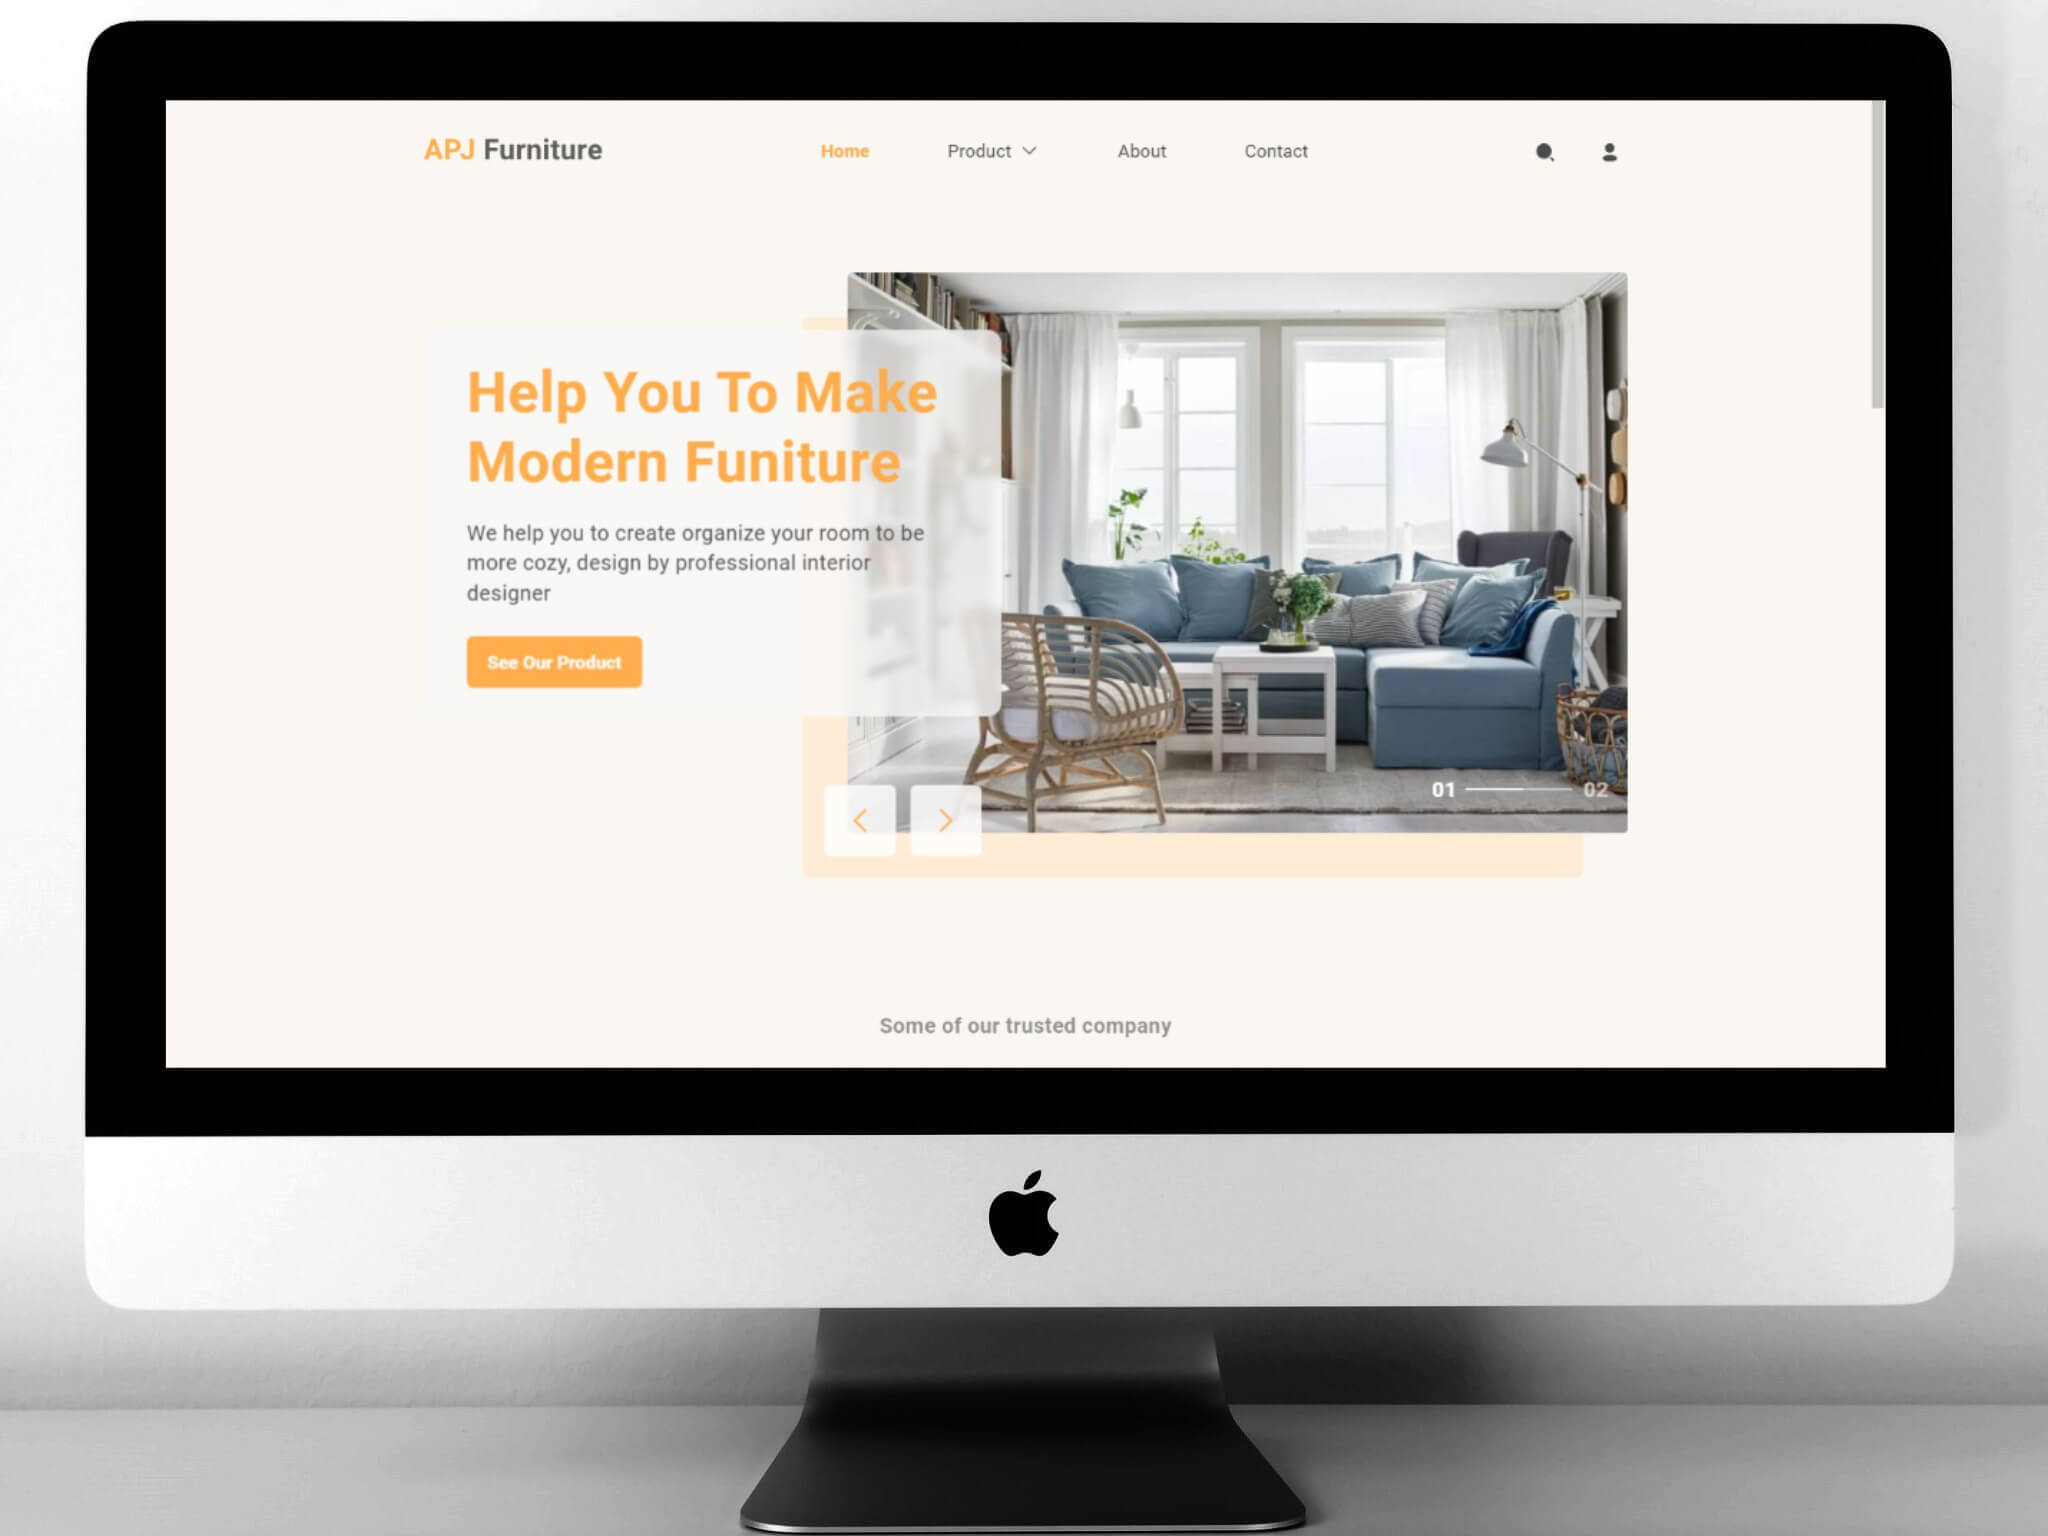 APJ Furniture
Home
Product
About
Contact
Help You To Make
Modern Funiture
We help you to create organize your room to be
more cozy, design by professional interior
designer
See Our Product
01
02
Some of our trusted company